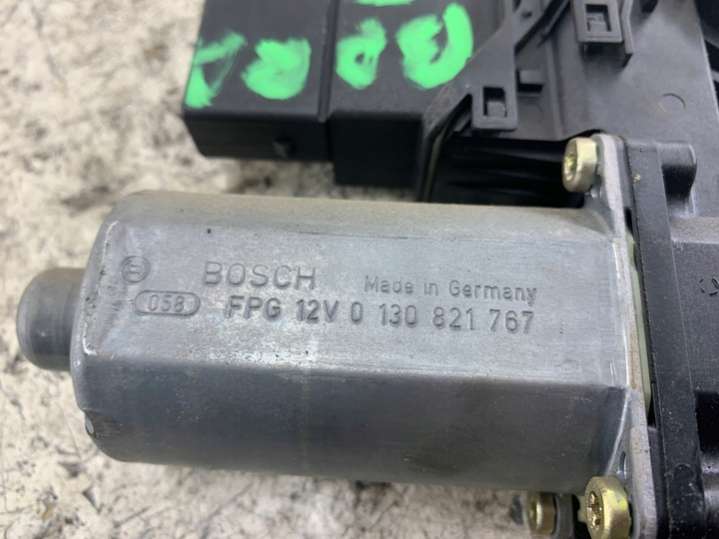 BOSCH Made in Germany
058 FPG 12V 0 130 821 767